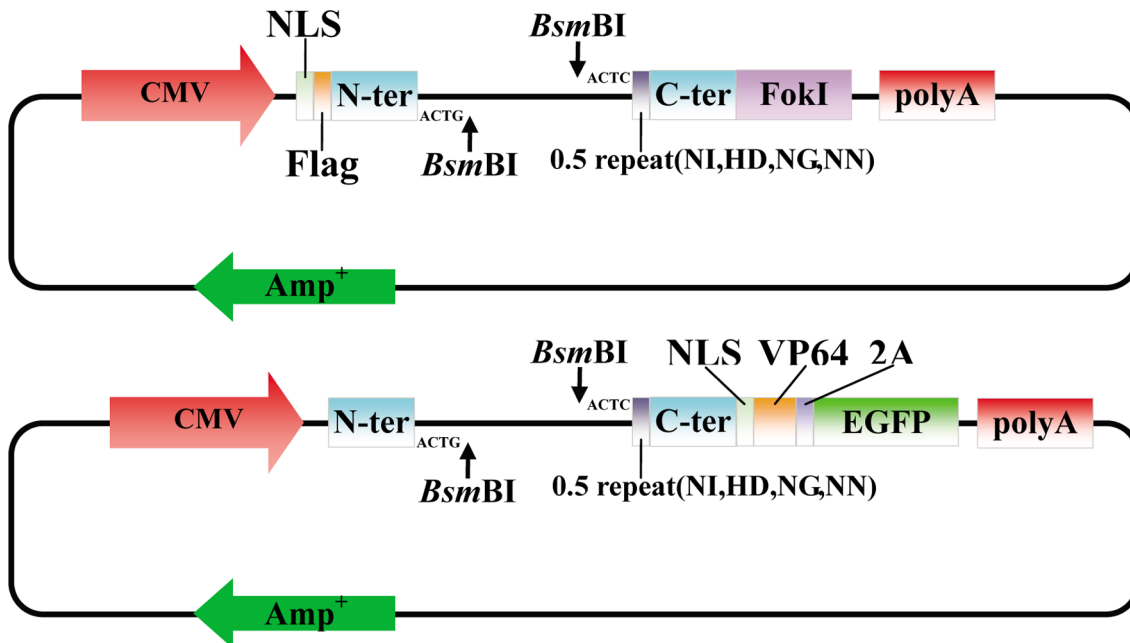 NLS
BsmBI
CMV
N-ter
ACTG
ACTC
C-ter
FokI
polyA
Flag
BsmBI
0.5 repeat(NI,HD,NG,NN)
Amp+
BsmBI
NLS VP64 2A
CMV
N-ter
ACTG
ACTC
C-ter
EGFP
polyA
BsmBI
0.5 repeat(NI,HD,NG,NN)
Amp+